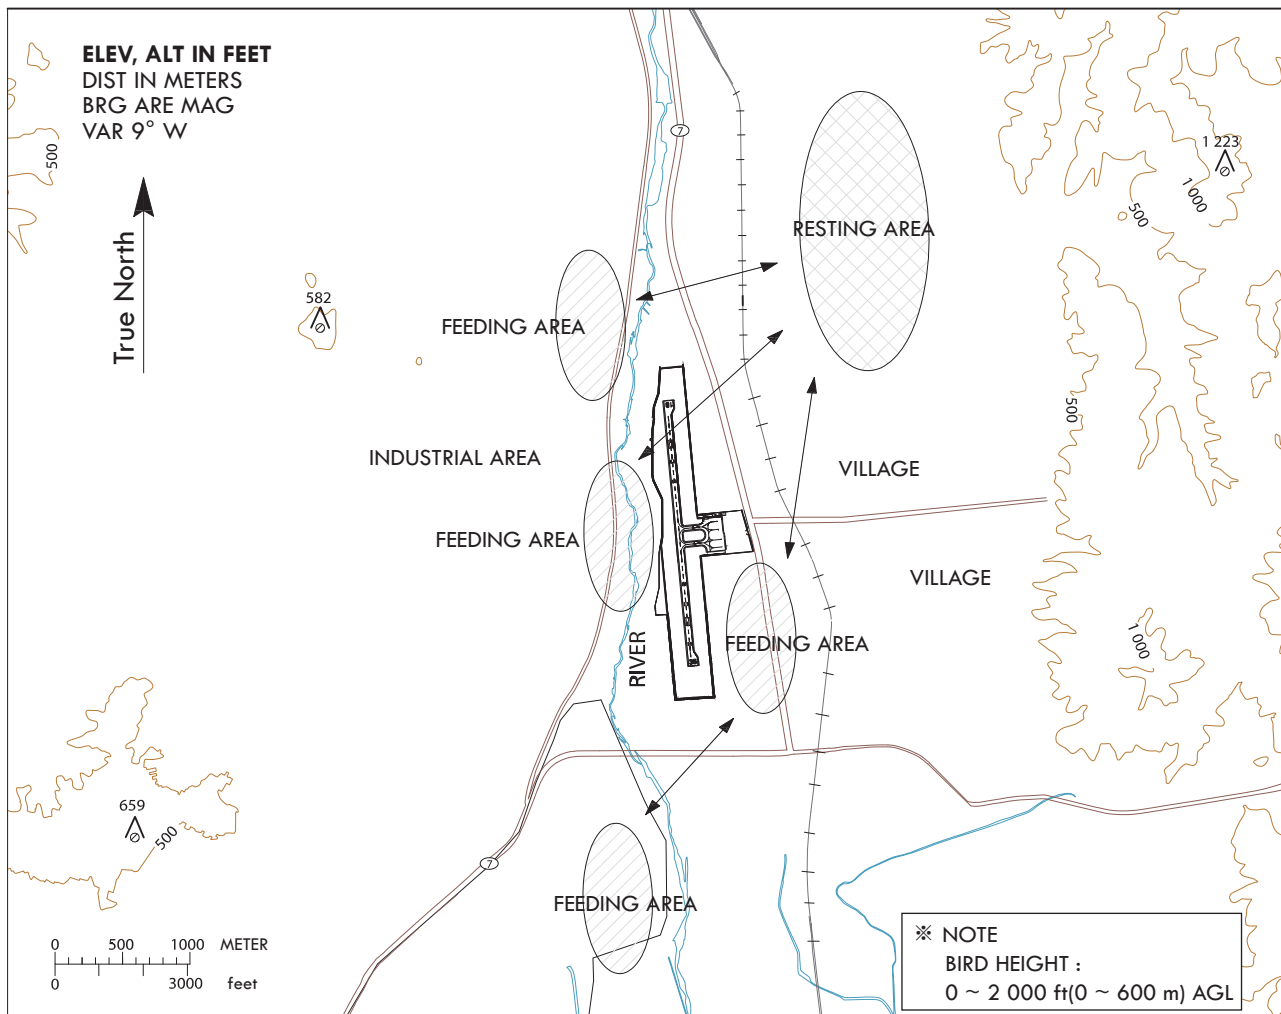 ELEV, ALT IN FEET
DIST IN METERS
BRG ARE MAG
VAR 9° W
True North
500
7
1 223
1 000
500
RESTING AREA
582
FEEDING AREA
500
INDUSTRIAL AREA
VILLAGE
FEEDING AREA
VILLAGE
1 000
FEEDING AREA
RIVER
659
500
7
FEEDING AREA
0 500 1000 METER
0 3000 feet
※ NOTE
BIRD HEIGHT :
0 ~ 2 000 ft(0 ~ 600 m) AGL